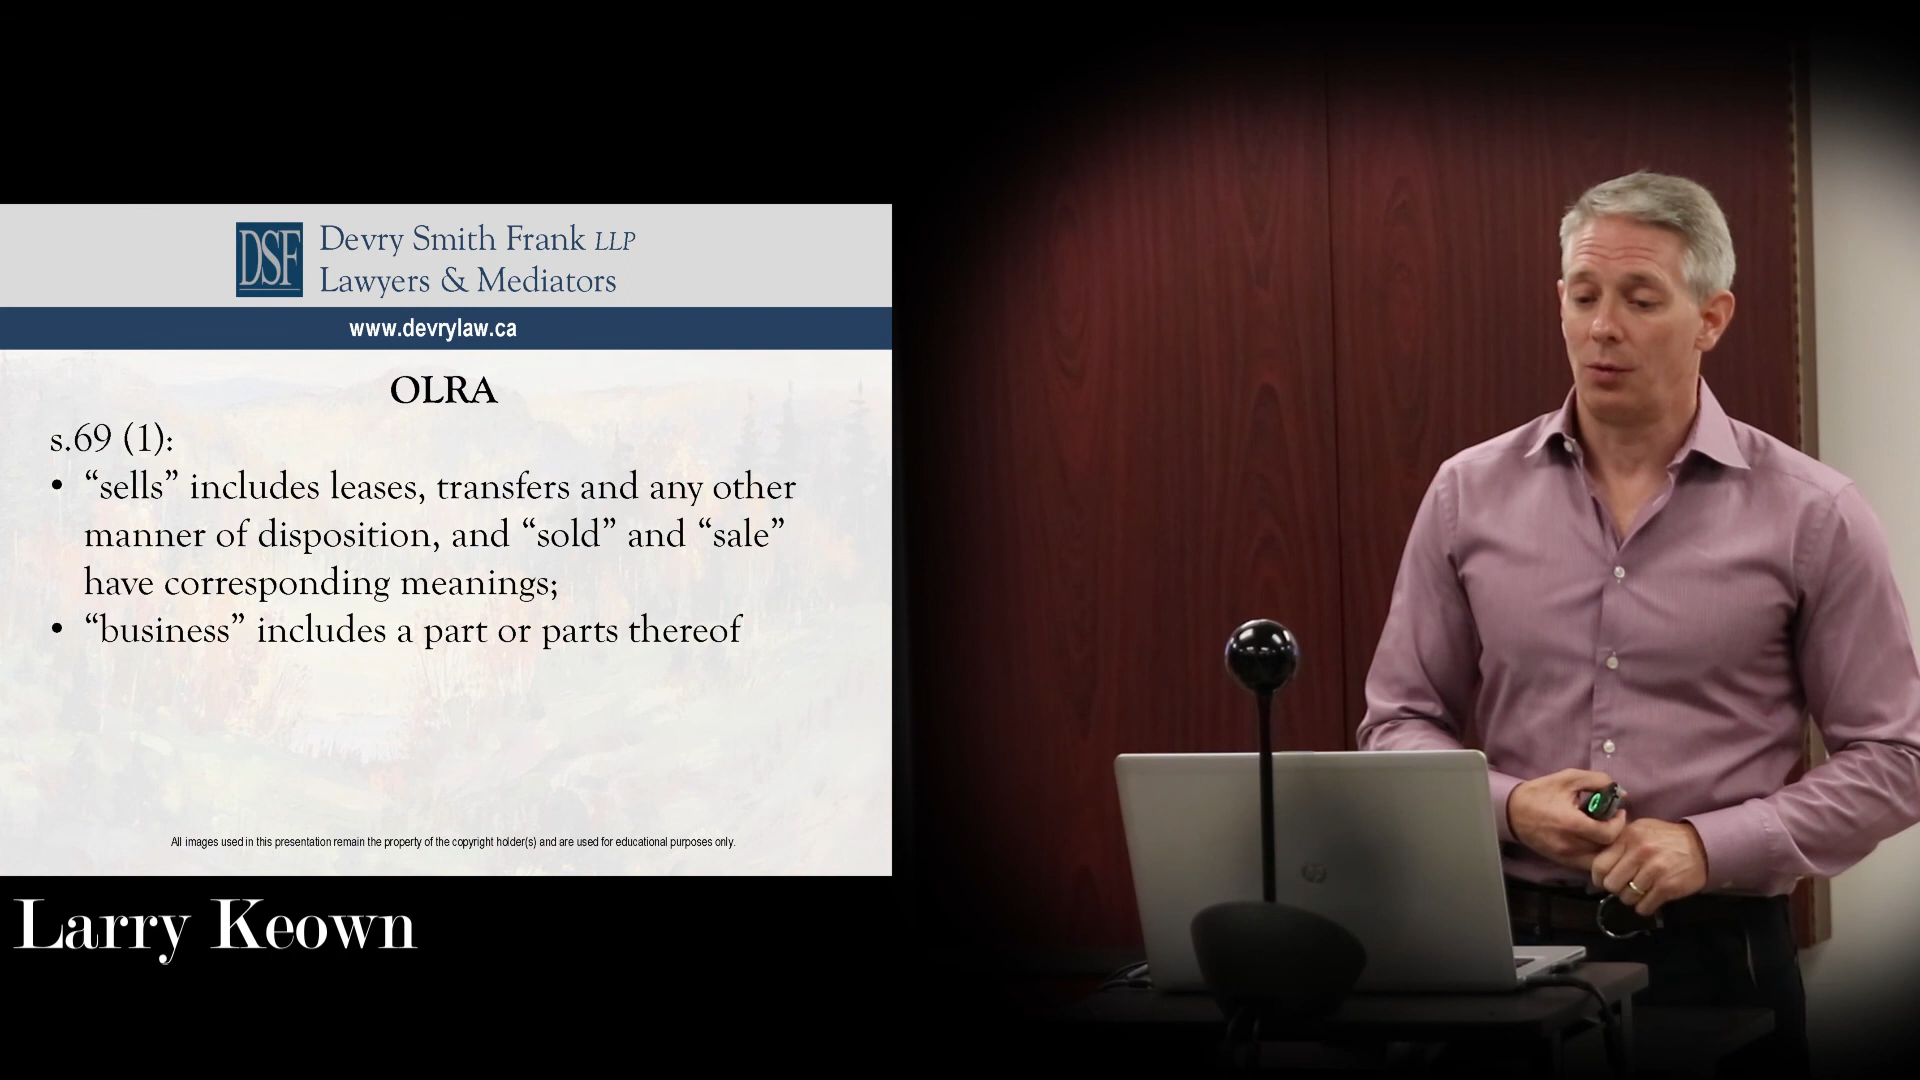 DSF
Devry Smith Frank LLP
Lawyers & Mediators
www.devrylaw.ca
OLRA
s.69 (1):
• “sells” includes leases, transfers and any other
manner of disposition, and “sold” and “sale”
have corresponding meanings;
• “business” includes a part or parts thereof
All images used in this presentation remain the property of the copyright holder(s) and are used for educational purposes only.
Larry Keown
hp